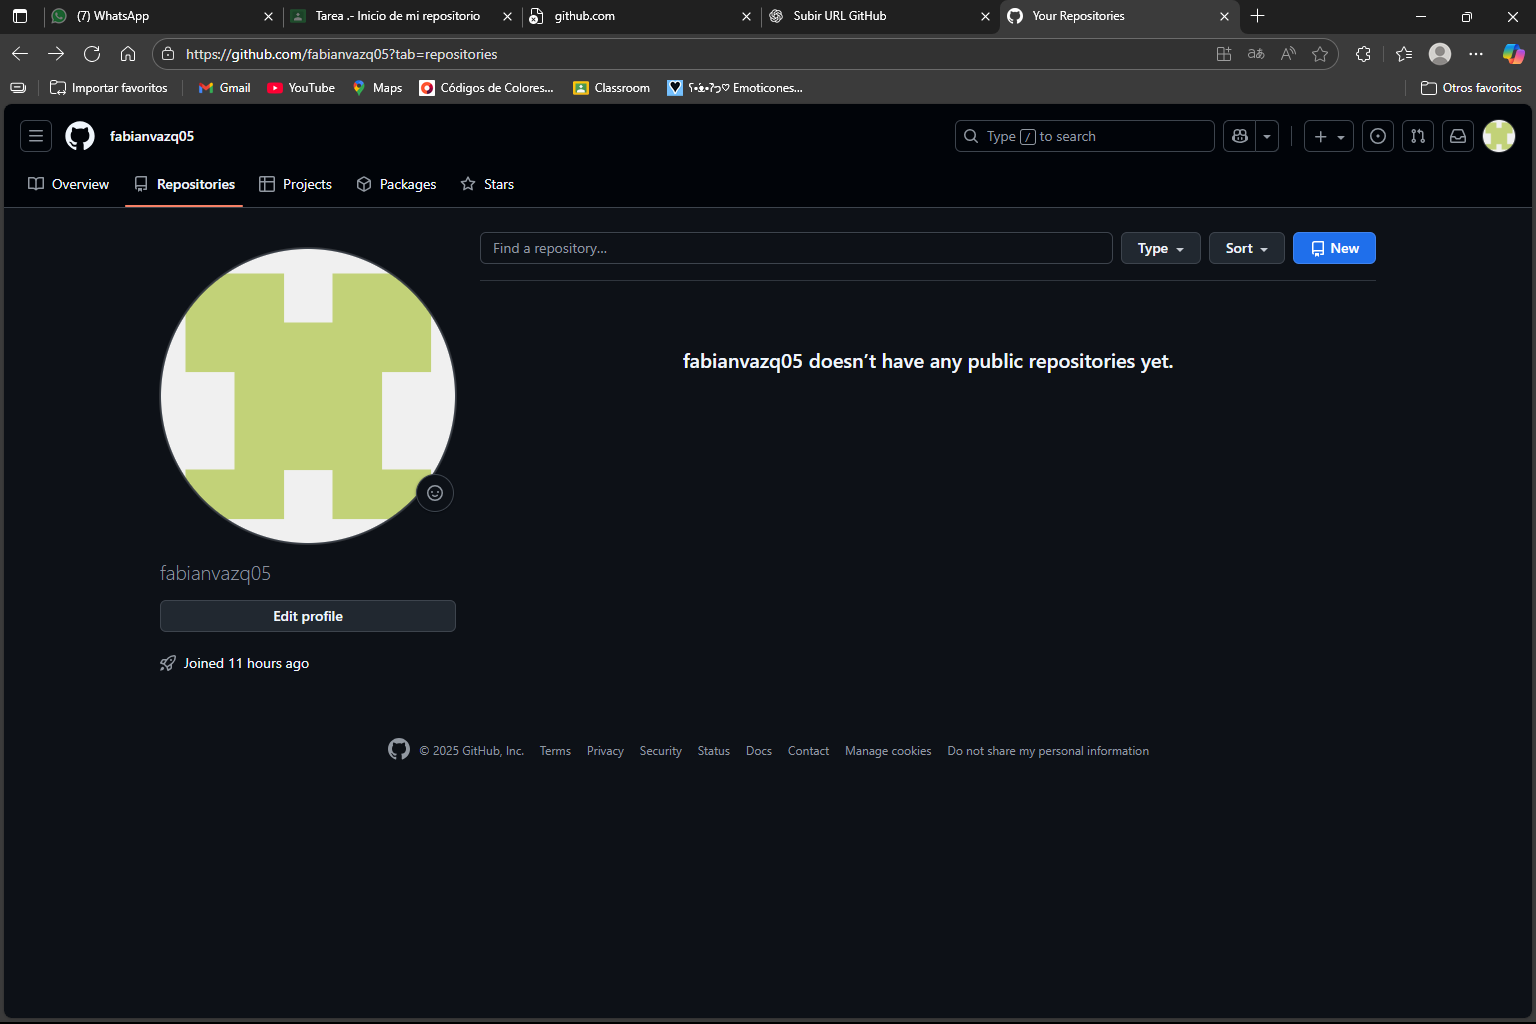 (7) WhatsApp
Tarea .- Inicio de mi repositorio
github.com
Subir URL GitHub
Your Repositories
https://github.com/fabianvazq05?tab=repositories
Importar favoritos
Gmail
YouTube
Maps
Códigos de Colores...
Classroom
Emoticones...
Otros favoritos
fabianvazq05
Type / to search
Overview
Repositories
Projects
Packages
Stars
Find a repository...
Type
Sort
New
fabianvazq05 doesn’t have any public repositories yet.
fabianvazq05
Edit profile
Joined 11 hours ago
© 2025 GitHub, Inc.
Terms
Privacy
Security
Status
Docs
Contact
Manage cookies
Do not share my personal information